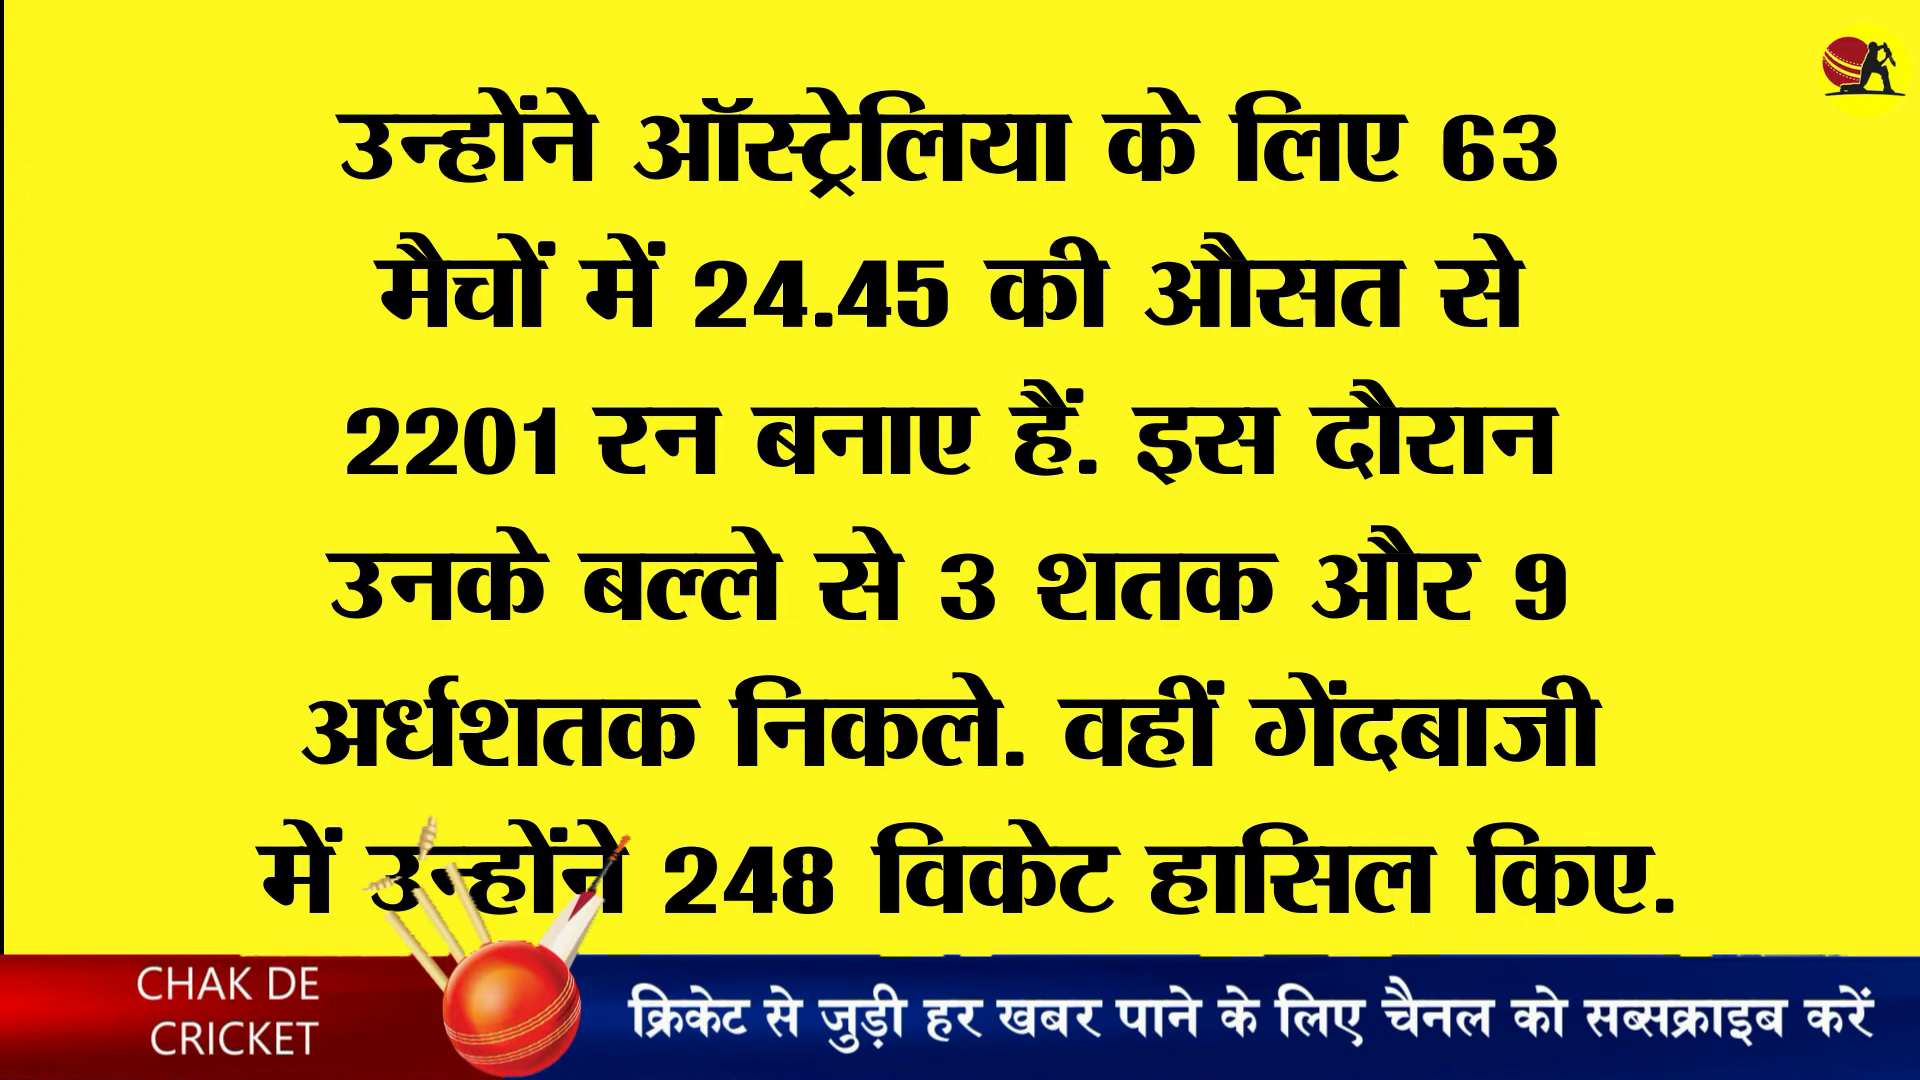 उन्होंने ऑस्ट्रेलिया के लिए 63
मैचों में 24.45 की औसत से
2201 रन बनाए हैं. इस दौरान
उनके बल्ले से 3 शतक और 9
अर्धशतक निकले. वहीं गेंदबाजी
में उन्होंने 248 विकेट हासिल किए.
CHAK DE
CRICKET
क्रिकेट से जुड़ी हर खबर पाने के लिए चैनल को सब्सक्राइब करें